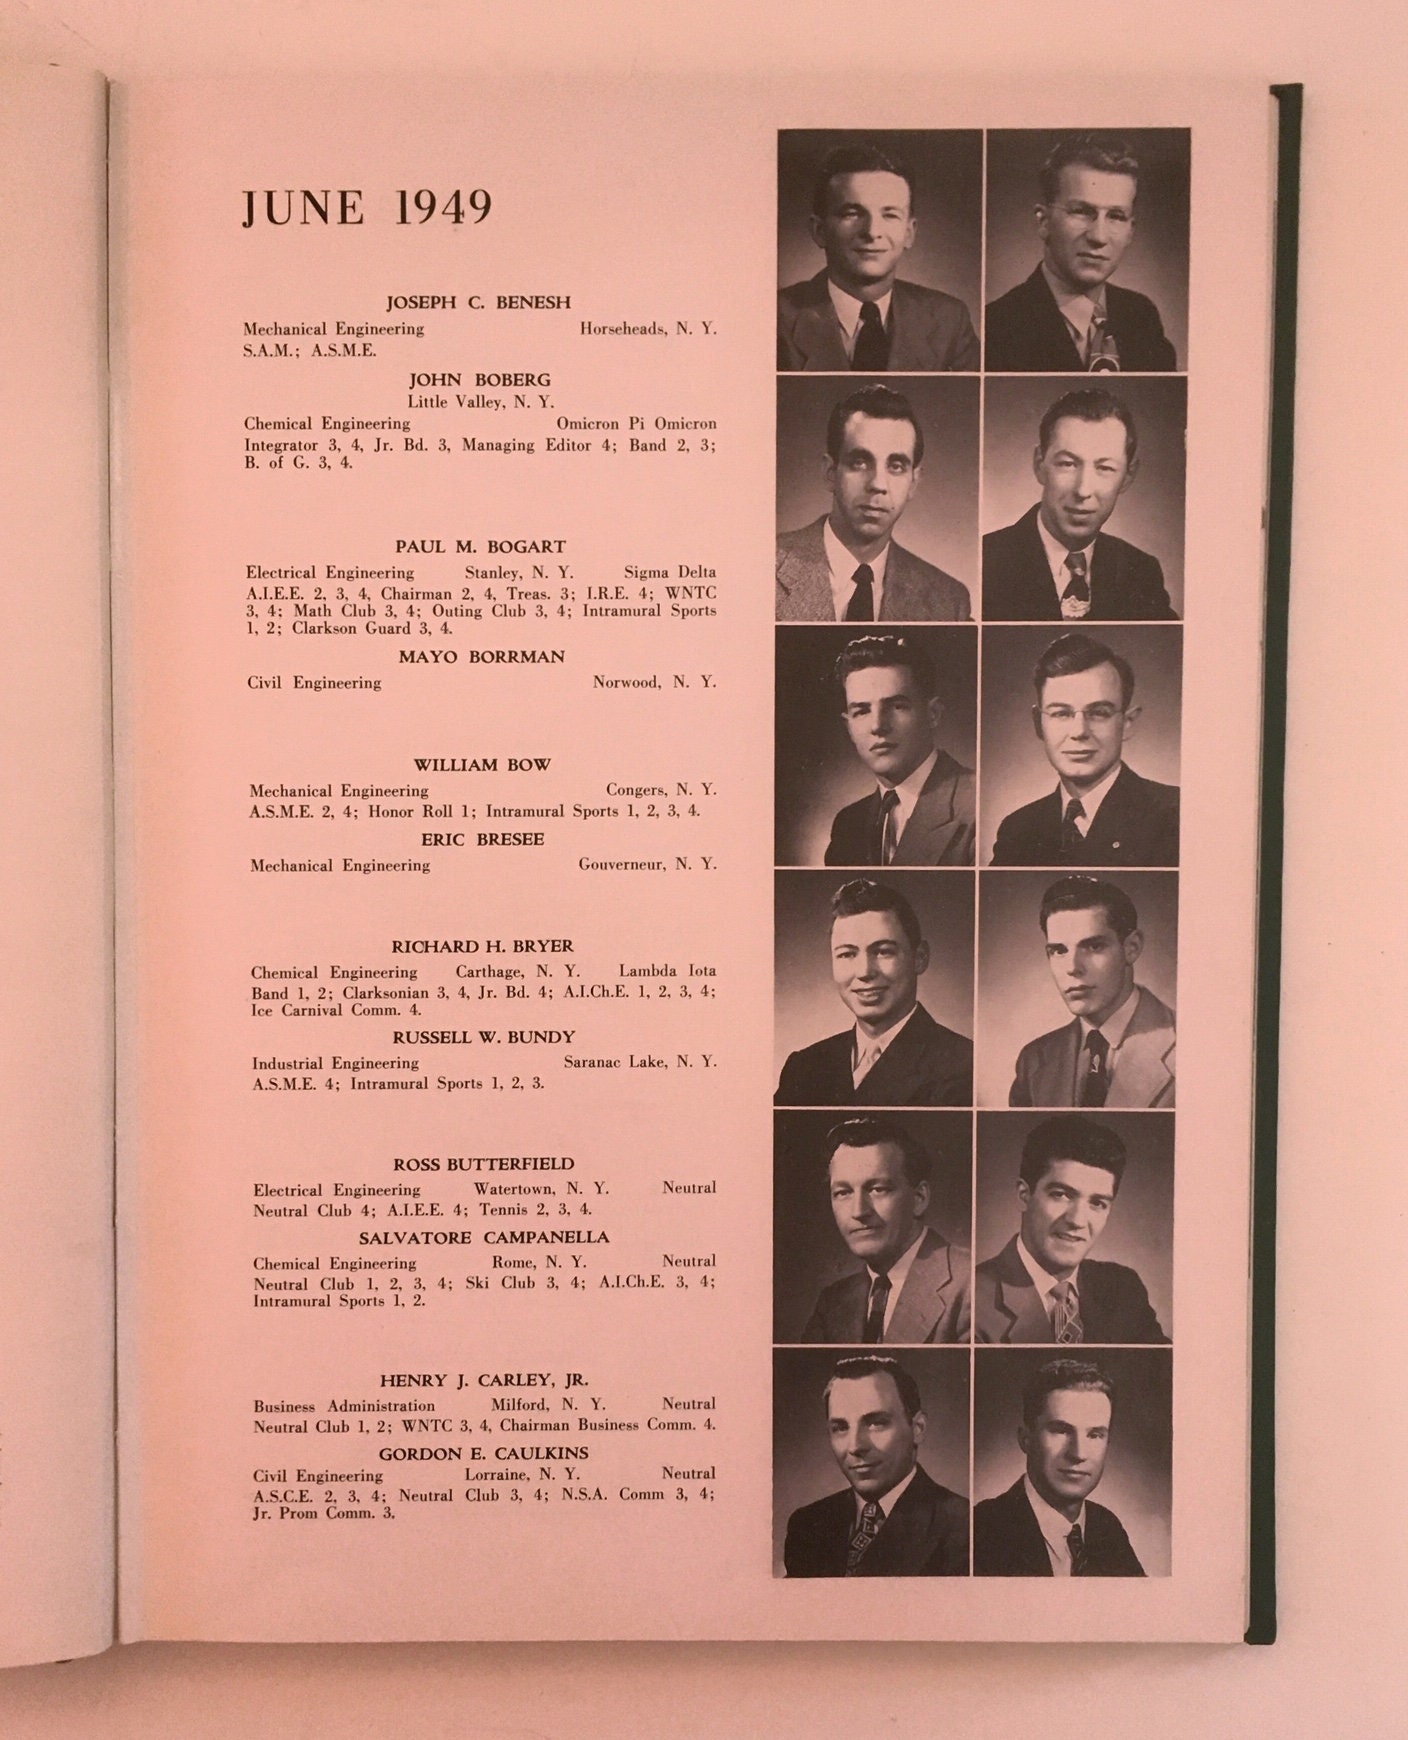 JUNE 1949
JOSEPH C. BENESH
Mechanical Engineering Horseheads, N. Y.
S.A.M.; A.S.M.E.
JOHN BOBERG
Little Valley, N. Y.
Chemical Engineering Omicron Pi Omicron
Integrator 3, 4, Jr. Bd. 3, Managing Editor 4; Band 2, 3;
B. of G. 3, 4.
PAUL M. BOGART
Electrical Engineering Stanley, N. Y. Sigma Delta
A.I.E.E. 2, 3, 4, Chairman 2, 4, Treas. 3; I.R.E. 4; WNTC
3, 4; Math Club 3, 4; Outing Club 3, 4; Intramural Sports
1, 2; Clarkson Guard 3, 4.
MAYO BORRMAN
Civil Engineering Norwood, N. Y.
WILLIAM BOW
Mechanical Engineering Congers, N. Y.
A.S.M.E. 2, 4; Honor Roll 1; Intramural Sports 1, 2, 3, 4.
ERIC BRESEE
Mechanical Engineering Gouverneur, N. Y.
RICHARD H. BRYER
Chemical Engineering Carthage, N. Y. Lambda Iota
Band 1, 2; Clarksonian 3, 4, Jr. Bd. 4; A.I.Ch.E. 1, 2, 3, 4;
Ice Carnival Comm. 4.
RUSSELL W. BUNDY
Industrial Engineering Saranac Lake, N. Y.
A.S.M.E. 4; Intramural Sports 1, 2, 3.
ROSS BUTTERFIELD
Electrical Engineering Watertown, N. Y. Neutral
Neutral Club 4; A.I.E.E. 4; Tennis 2, 3, 4.
SALVATORE CAMPANELLA
Chemical Engineering Rome, N. Y. Neutral
Neutral Club 1, 2, 3, 4; Ski Club 3, 4; A.I.Ch.E. 3, 4;
Intramural Sports 1, 2.
HENRY J. CARLEY, JR.
Business Administration Milford, N. Y. Neutral
Neutral Club 1, 2; WNTC 3, 4, Chairman Business Comm. 4.
GORDON E. CAULKINS
Civil Engineering Lorraine, N. Y. Neutral
A.S.C.E. 2, 3, 4; Neutral Club 3, 4; N.S.A. Comm 3, 4;
Jr. Prom Comm. 3.